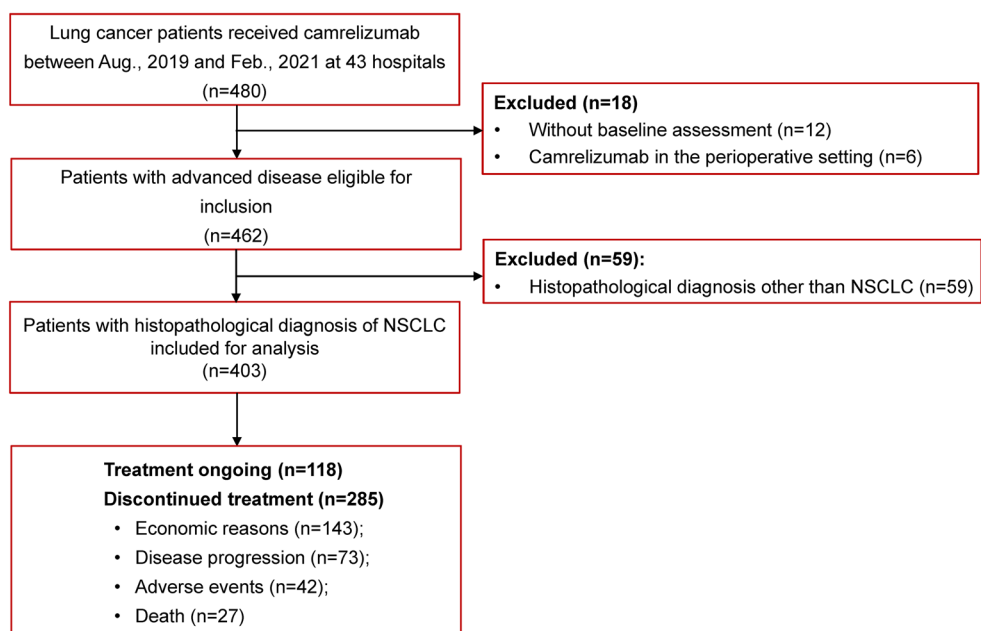 Lung cancer patients received camrelizumab
between Aug., 2019 and Feb., 2021 at 43 hospitals
(n=480)
Excluded (n=18)
• Without baseline assessment (n=12)
• Camrelizumab in the perioperative setting (n=6)
Patients with advanced disease eligible for
inclusion
(n=462)
Excluded (n=59):
• Histopathological diagnosis other than NSCLC (n=59)
Patients with histopathological diagnosis of NSCLC
included for analysis
(n=403)
Treatment ongoing (n=118)
Discontinued treatment (n=285)
• Economic reasons (n=143);
• Disease progression (n=73);
• Adverse events (n=42);
• Death (n=27)